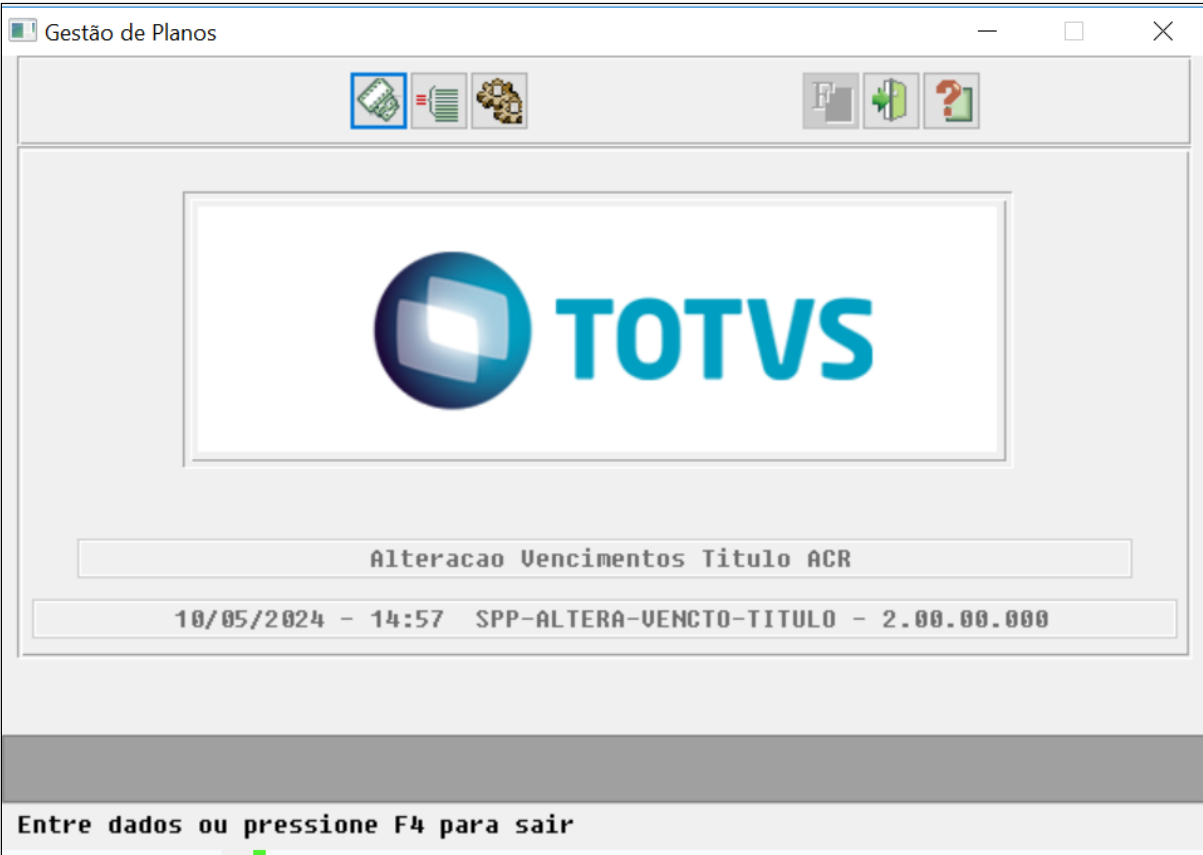 Gestão de Planos
F
TOTVS
Alteracao Vencimentos Titulo ACR
10/05/2024 - 14:57 SPP-ALTERA-VENCTO-TITULO - 2.00.00.000
Entre dados ou pressione F4 para sair